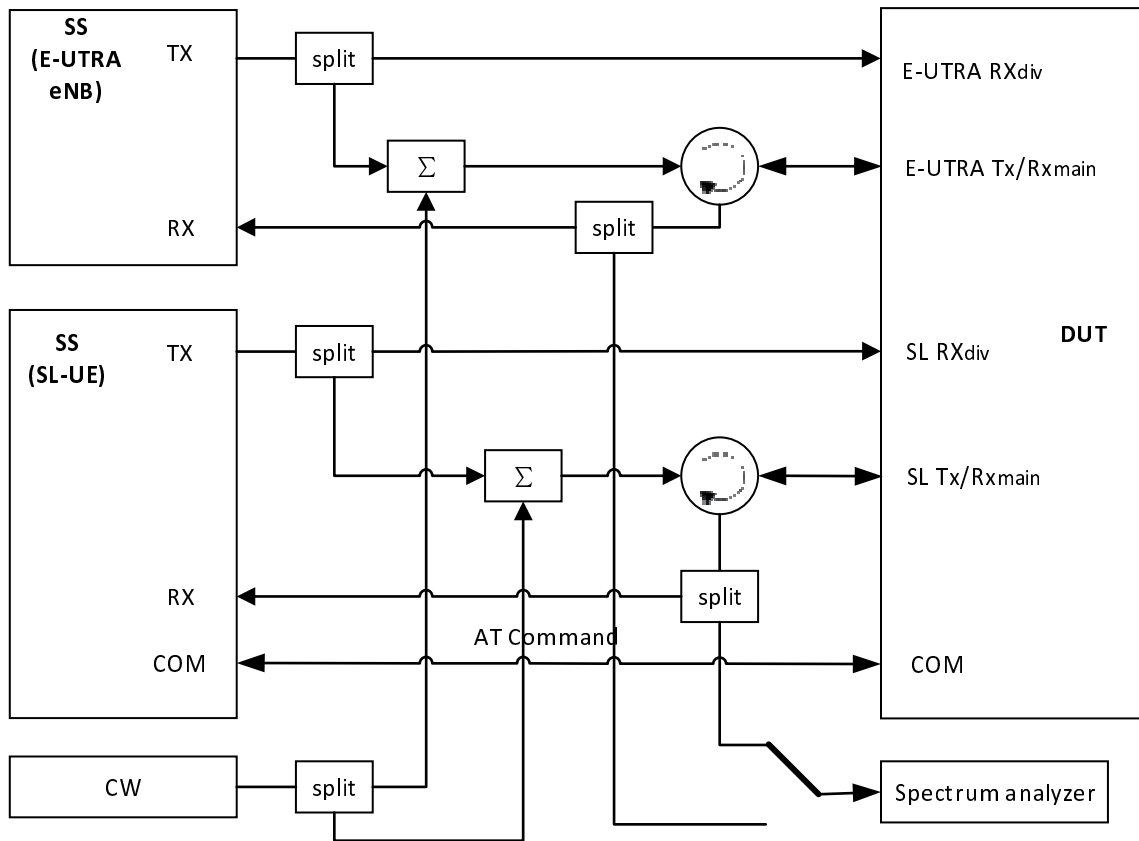 SS
(E-UTRA
eNB)
TX
split
E-UTRA RXdiv
Σ
E-UTRA Tx/Rxmain
RX
split
SS
(SL-UE)
TX
split
SL RXdiv
DUT
Σ
SL Tx/Rxmain
RX
split
AT Command
COM
COM
CW
split
Spectrum analyzer